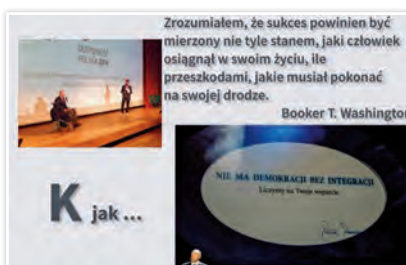 Zrozumiałem, że sukces powinien być
mierzony nie tyle stanem, jaki człowiek
osiągnął w swoim życiu, ile
przeszkodami, jakie musiał pokonać
na swojej drodze.
Booker T. Washington
NIE MA DEMOKRACJI BEZ INTEGRACJI
Liczymy na Twoje wsparcie.
K jak ...